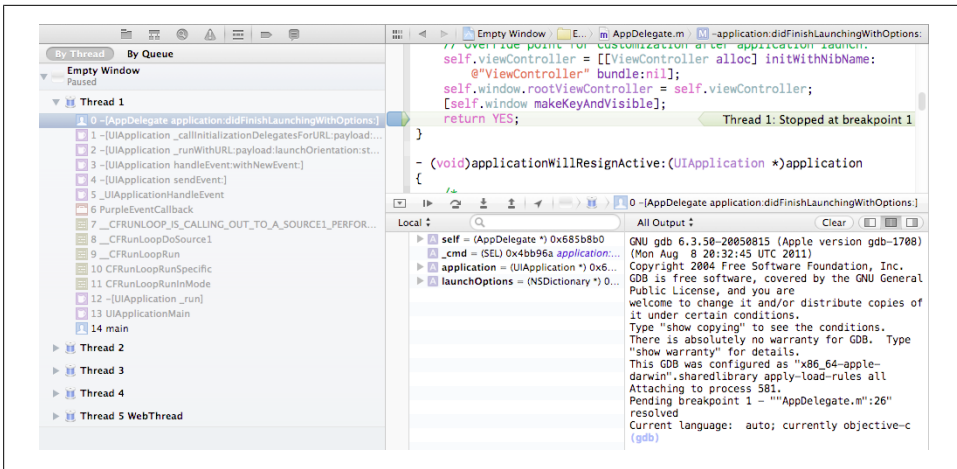 Empty Window
E...
m AppDelegate.m
M -application:didFinishLaunchingWithOptions:
By Thread
By Queue
Empty Window
Paused
Thread 1
0 -[AppDelegate application:didFinishLaunchingWithOptions:]
1 -[UIApplication _callInitializationDelegatesForURL:payload:...
2 -[UIApplication _runWithURL:payload:launchOrientation:st...
3 -[UIApplication handleEvent:withNewEvent:]
4 -[UIApplication sendEvent:]
5 _UIApplicationHandleEvent
6 PurpleEventCallback
7 __CFRUNLOOP_IS_CALLING_OUT_TO_A_SOURCE1_PERFOR...
8 __CFRunLoopDoSource1
9 __CFRunLoopRun
10 CFRunLoopRunSpecific
11 CFRunLoopRunInMode
12 -[UIApplication _run]
13 UIApplicationMain
14 main
Thread 2
Thread 3
Thread 4
Thread 5 WebThread
// Override point for customization after application launch.
self.viewController = [[ViewController alloc] initWithNibName:
@"ViewController" bundle:nil];
self.window.rootViewController = self.viewController;
[self.window makeKeyAndVisible];
return YES;
Thread 1: Stopped at breakpoint 1
}
- (void)applicationWillResignActive:(UIApplication *)application
{
/*
0 -[AppDelegate application:didFinishLaunchingWithOptions:]
Local
A self = (AppDelegate *) 0x685b8b0
A _cmd = (SEL) 0x4bb96a application:...
A application = (UIApplication *) 0x6...
A launchOptions = (NSDictionary *) 0...
All Output
Clear
GNU gdb 6.3.50-20050815 (Apple version gdb-1708)
(Mon Aug  8 20:32:45 UTC 2011)
Copyright 2004 Free Software Foundation, Inc.
GDB is free software, covered by the GNU General
Public License, and you are
welcome to change it and/or distribute copies of
it under certain conditions.
Type "show copying" to see the conditions.
There is absolutely no warranty for GDB.  Type
"show warranty" for details.
This GDB was configured as "x86_64-apple-
darwin".sharedlibrary apply-load-rules all
Attaching to process 581.
Pending breakpoint 1 - ""AppDelegate.m":26"
resolved
Current language:  auto; currently objective-c
(gdb)